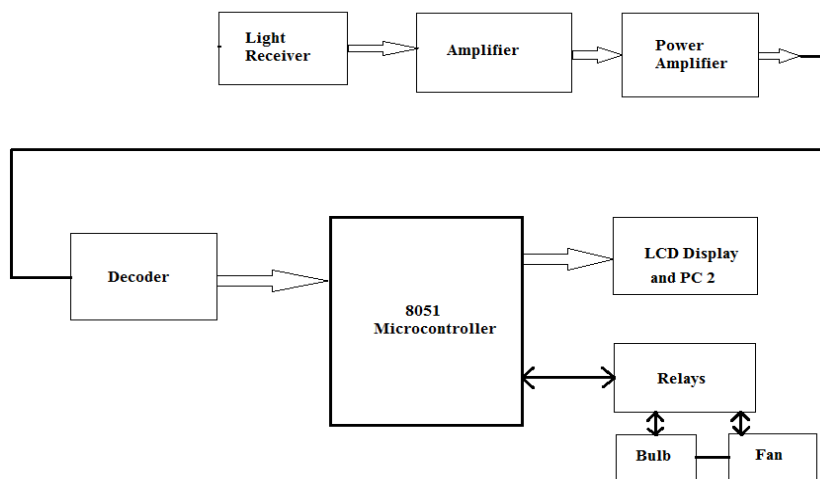 Light
Receiver
Amplifier
Power
Amplifier
Decoder
8051
Microcontroller
LCD Display
and PC 2
Relays
Bulb
Fan